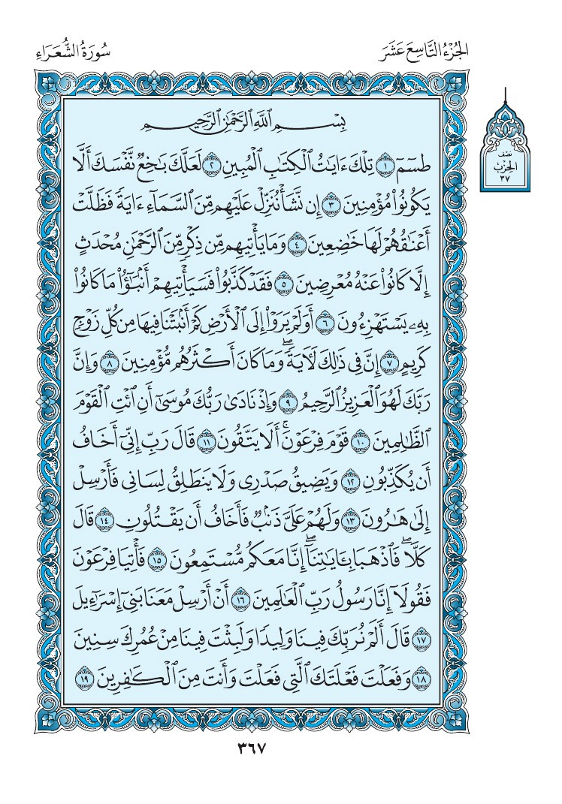 سُورَةُ الشُّعَرَاءِ
الجُزْءُ التَّاسِعَ عَشَرَ
بِسْمِ ٱللَّهِ ٱلرَّحْمَٰنِ ٱلرَّحِيمِ
نصف
الحزب
٣٧
طسٓمٓ ١ تِلْكَ ءَايَٰتُ ٱلْكِتَٰبِ ٱلْمُبِينِ ٢ لَعَلَّكَ بَٰخِعٌ نَّفْسَكَ أَلَّا
يَكُونُوا۟ مُؤْمِنِينَ ٣ إِن نَّشَأْ نُنَزِّلْ عَلَيْهِم مِّنَ ٱلسَّمَآءِ ءَايَةً فَظَلَّتْ
أَعْنَٰقُهُمْ لَهَا خَٰضِعِينَ ٤ وَمَا يَأْتِيهِم مِّن ذِكْرٍ مِّنَ ٱلرَّحْمَٰنِ مُحْدَثٍ
إِلَّا كَانُوا۟ عَنْهُ مُعْرِضِينَ ٥ فَقَدْ كَذَّبُوا۟ فَسَيَأْتِيهِمْ أَنۢبَٰٓؤُا۟ مَا كَانُوا۟
بِهِۦ يَسْتَهْزِءُونَ ٦ أَوَلَمْ يَرَوْا۟ إِلَى ٱلْأَرْضِ كَمْ أَنۢبَتْنَا فِيهَا مِن كُلِّ زَوْجٍ
كَرِيمٍ ٧ إِنَّ فِى ذَٰلِكَ لَءَايَةً ۖ وَمَا كَانَ أَكْثَرُهُم مُّؤْمِنِينَ ٨ وَإِنَّ
رَبَّكَ لَهُوَ ٱلْعَزِيزُ ٱلرَّحِيمُ ٩ وَإِذْ نَادَىٰ رَبُّكَ مُوسَىٰٓ أَنِ ٱئْتِ ٱلْقَوْمَ
ٱلظَّٰلِمِينَ ١٠ قَوْمَ فِرْعَوْنَ ۚ أَلَا يَتَّقُونَ ١١ قَالَ رَبِّ إِنِّىٓ أَخَافُ
أَن يُكَذِّبُونِ ١٢ وَيَضِيقُ صَدْرِى وَلَا يَنطَلِقُ لِسَانِى فَأَرْسِلْ
إِلَىٰ هَٰرُونَ ١٣ وَلَهُمْ عَلَىَّ ذَنۢبٌ فَأَخَافُ أَن يَقْتُلُونِ ١٤ قَالَ
كَلَّا ۖ فَٱذْهَبَا بِـَٔايَٰتِنَآ ۖ إِنَّا مَعَكُم مُّسْتَمِعُونَ ١٥ فَأْتِيَا فِرْعَوْنَ
فَقُولَآ إِنَّا رَسُولُ رَبِّ ٱلْعَٰلَمِينَ ١٦ أَنْ أَرْسِلْ مَعَنَا بَنِىٓ إِسْرَٰٓءِيلَ
١٧ قَالَ أَلَمْ نُرَبِّكَ فِينَا وَلِيدًا وَلَبِثْتَ فِينَا مِنْ عُمُرِكَ سِنِينَ
١٨ وَفَعَلْتَ فَعْلَتَكَ ٱلَّتِى فَعَلْتَ وَأَنتَ مِنَ ٱلْكَٰفِرِينَ ١٩
٣٦٧